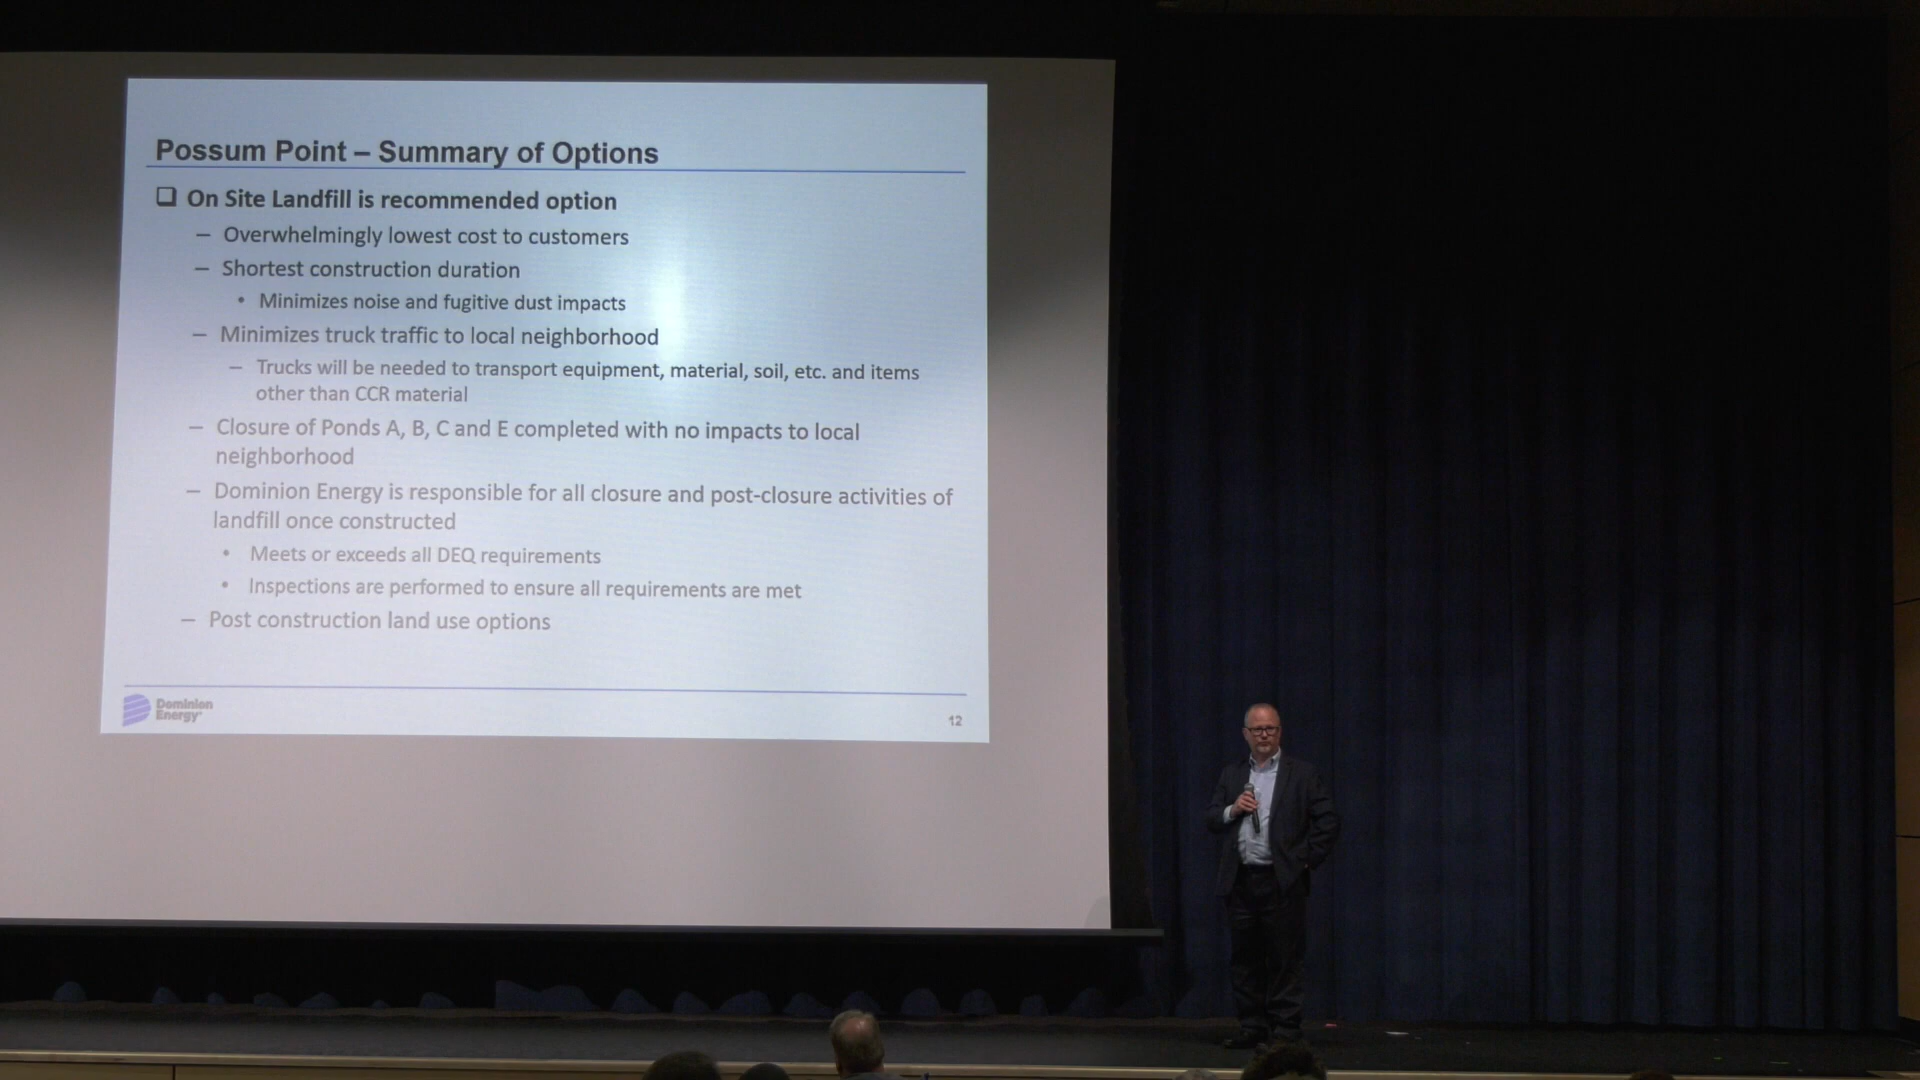 Possum Point – Summary of Options
❑ On Site Landfill is recommended option
– Overwhelmingly lowest cost to customers
– Shortest construction duration
• Minimizes noise and fugitive dust impacts
– Minimizes truck traffic to local neighborhood
– Trucks will be needed to transport equipment, material, soil, etc. and items
other than CCR material
– Closure of Ponds A, B, C and E completed with no impacts to local
neighborhood
– Dominion Energy is responsible for all closure and post-closure activities of
landfill once constructed
• Meets or exceeds all DEQ requirements
• Inspections are performed to ensure all requirements are met
– Post construction land use options
Dominion
Energy
12